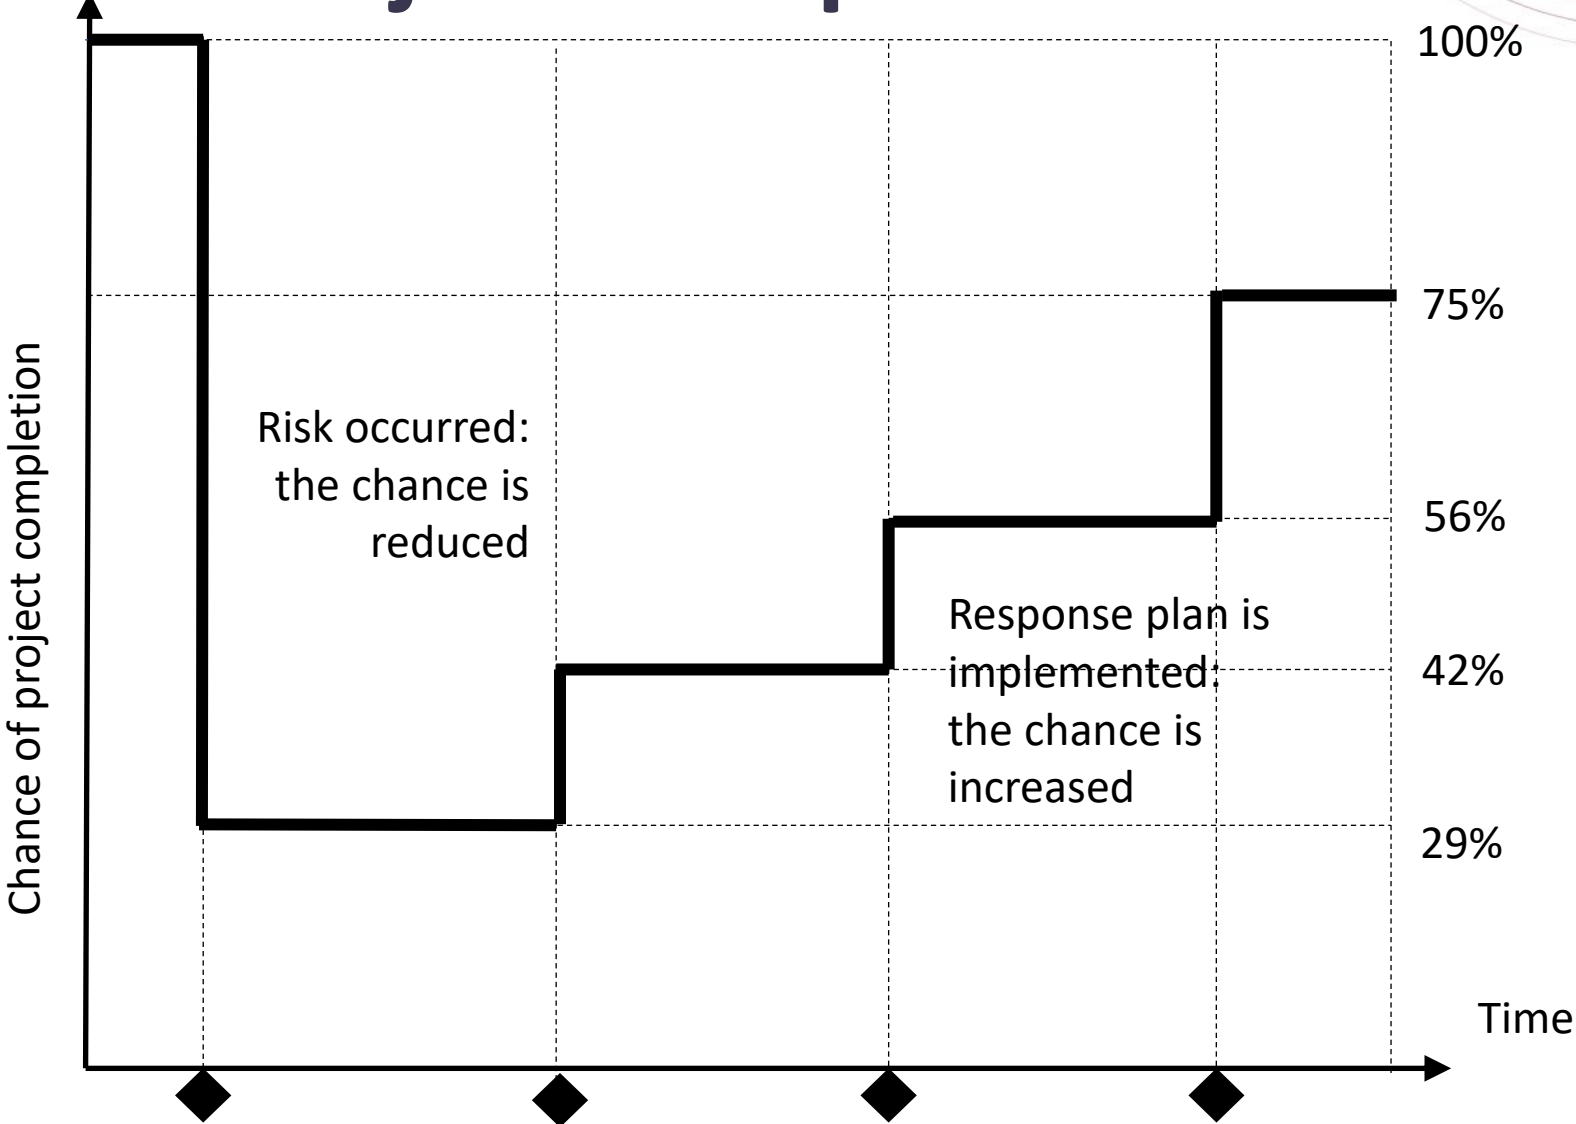 100%
75%
Risk occurred:
the chance is
reduced
56%
Response plan is
implemented:
the chance is
increased
42%
29%
Chance of project completion
Time